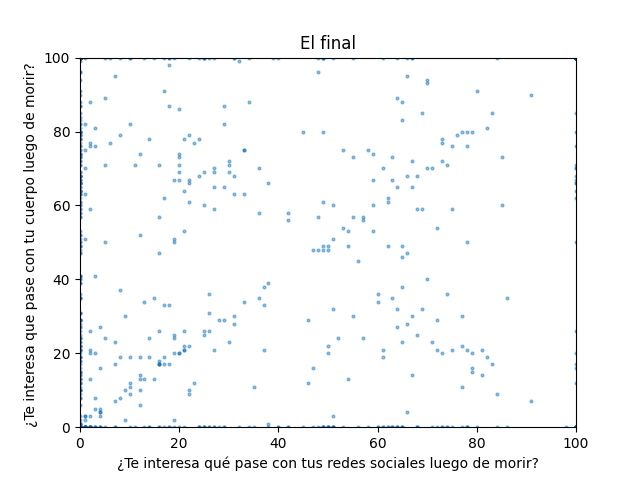 El final
¿Te interesa que pase con tu cuerpo luego de morir?
100
80
60
40
20
0
0 20 40 60 80 100
¿Te interesa qué pase con tus redes sociales luego de morir?